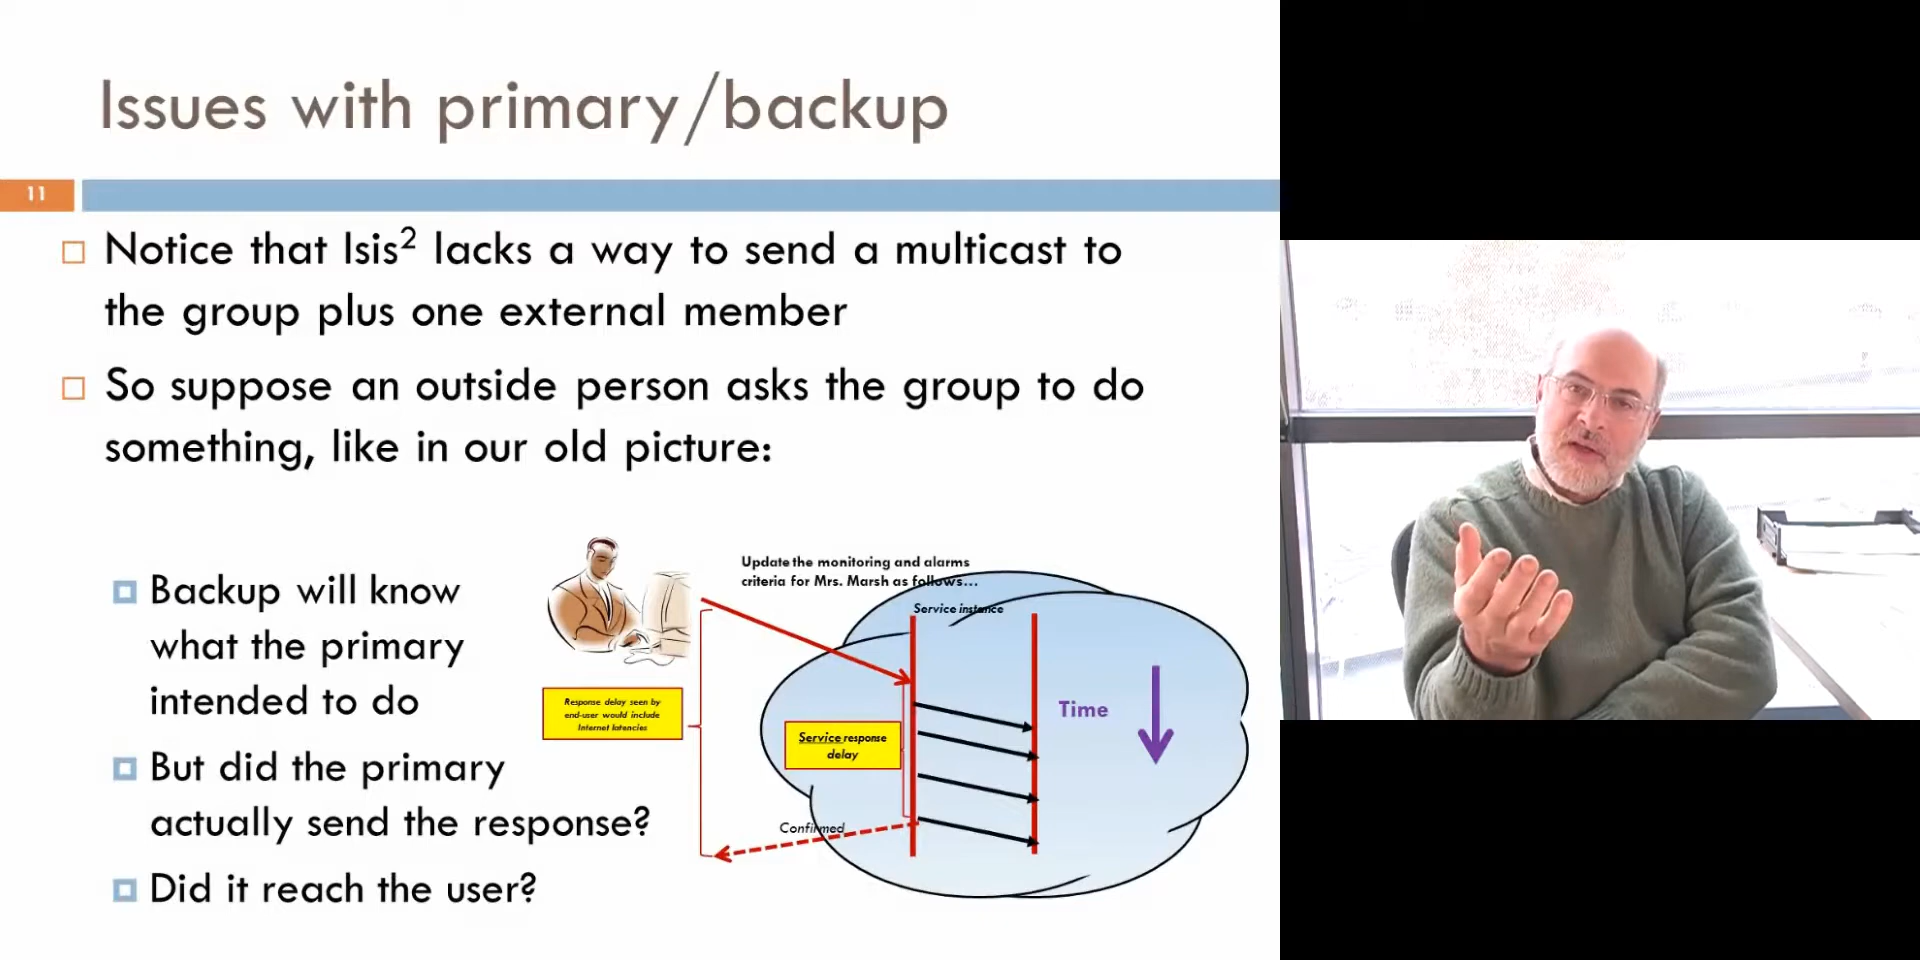 Issues with primary/backup
11
Notice that Isis² lacks a way to send a multicast to
the group plus one external member
So suppose an outside person asks the group to do
something, like in our old picture:
Backup will know
what the primary
intended to do
But did the primary
actually send the response?
Did it reach the user?
Update the monitoring and alarms
criteria for Mrs. Marsh as follows...
Service instance
Response delay seen by
end-user would include
Internet latencies
Service response
delay
Time
Confirmed